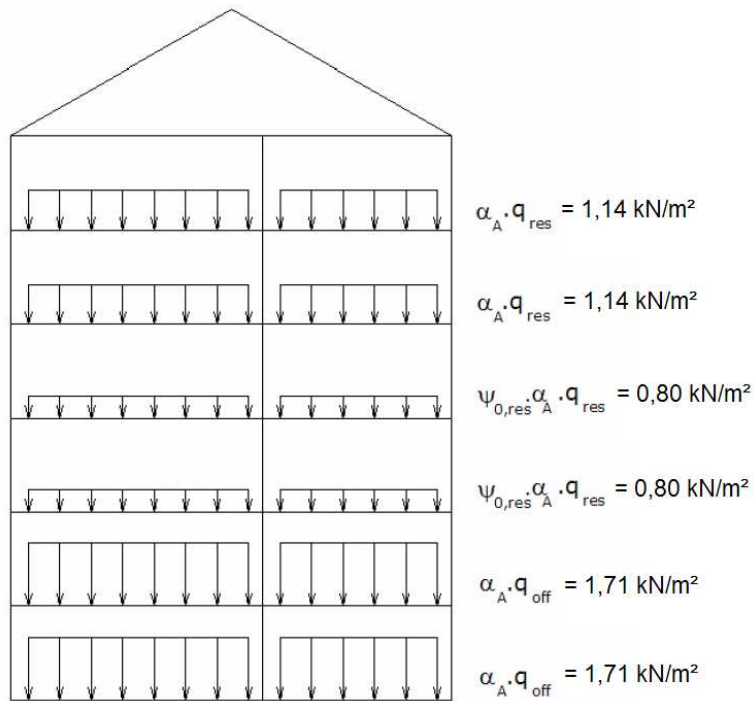 α_A.q_res = 1,14 kN/m²
α_A.q_res = 1,14 kN/m²
ψ_0,res.α_A.q_res = 0,80 kN/m²
ψ_0,res.α_A.q_res = 0,80 kN/m²
α_A.q_off = 1,71 kN/m²
α_A.q_off = 1,71 kN/m²